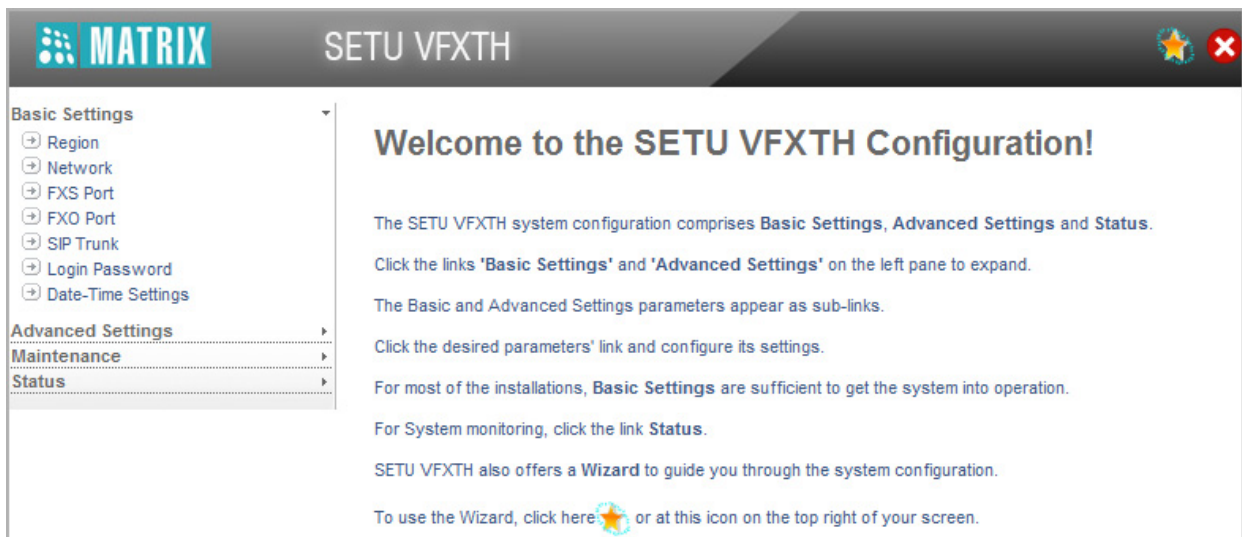 MATRIX
SETU VFXTH
Basic Settings
Region
Network
FXS Port
FXO Port
SIP Trunk
Login Password
Date-Time Settings
Advanced Settings
Maintenance
Status
Welcome to the SETU VFXTH Configuration!
The SETU VFXTH system configuration comprises Basic Settings, Advanced Settings and Status.
Click the links 'Basic Settings' and 'Advanced Settings' on the left pane to expand.
The Basic and Advanced Settings parameters appear as sub-links.
Click the desired parameters' link and configure its settings.
For most of the installations, Basic Settings are sufficient to get the system into operation.
For System monitoring, click the link Status.
SETU VFXTH also offers a Wizard to guide you through the system configuration.
To use the Wizard, click here or at this icon on the top right of your screen.